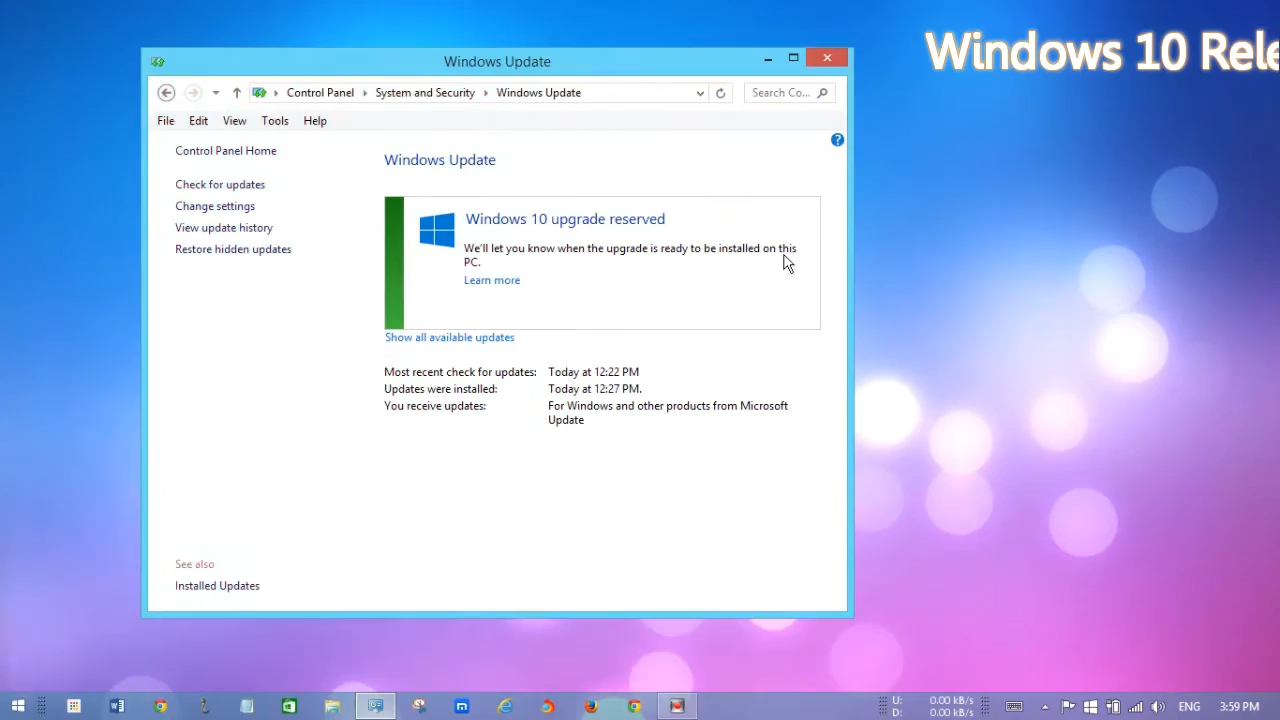 Windows 10 Rele
Windows Update
Control Panel System and Security Windows Update Search Co...
File Edit View Tools Help
Control Panel Home
Check for updates
Change settings
View update history
Restore hidden updates
Windows Update
Windows 10 upgrade reserved
We'll let you know when the upgrade is ready to be installed on this
PC.
Learn more
Show all available updates
Most recent check for updates: Today at 12:22 PM
Updates were installed: Today at 12:27 PM.
You receive updates: For Windows and other products from Microsoft
Update
See also
Installed Updates
U: 0.00 kB/s
D: 0.00 kB/s
ENG 3:59 PM